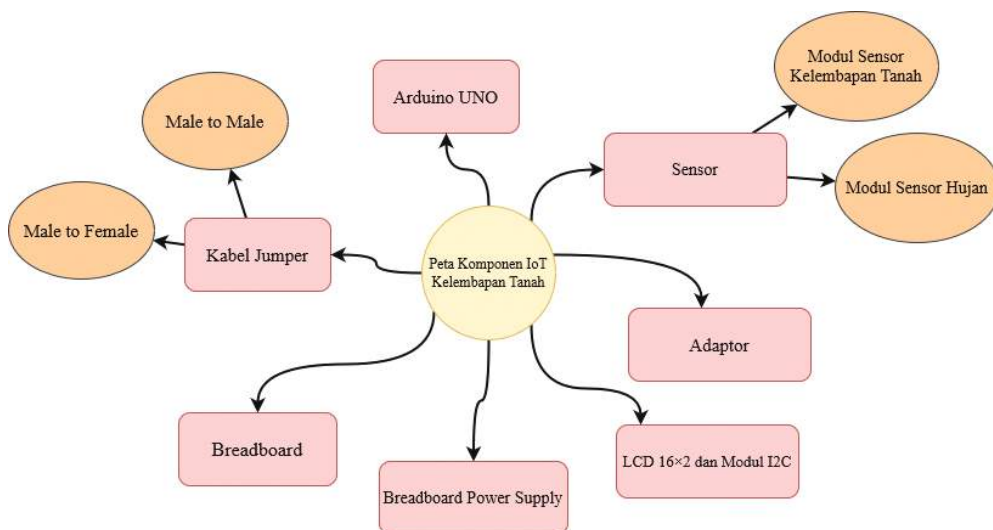 Modul Sensor
Kelembapan Tanah
Arduino UNO
Male to Male
Sensor
Modul Sensor Hujan
Male to Female
Kabel Jumper
Peta Komponen IoT
Kelembapan Tanah
Adaptor
Breadboard
LCD 16×2 dan Modul I2C
Breadboard Power Supply